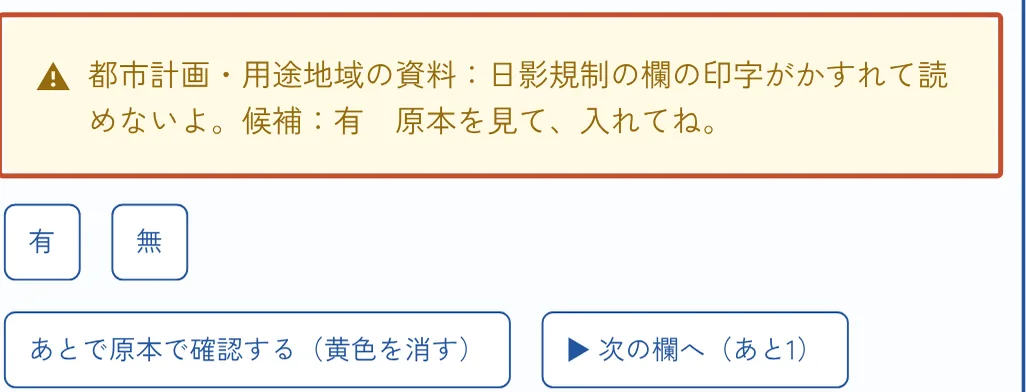 都市計画・用途地域の資料：日影規制の欄の印字がかすれて読
めないよ。候補：有　原本を見て、入れてね。
有　無
あとで原本で確認する（黄色を消す）　▶ 次の欄へ（あと1）